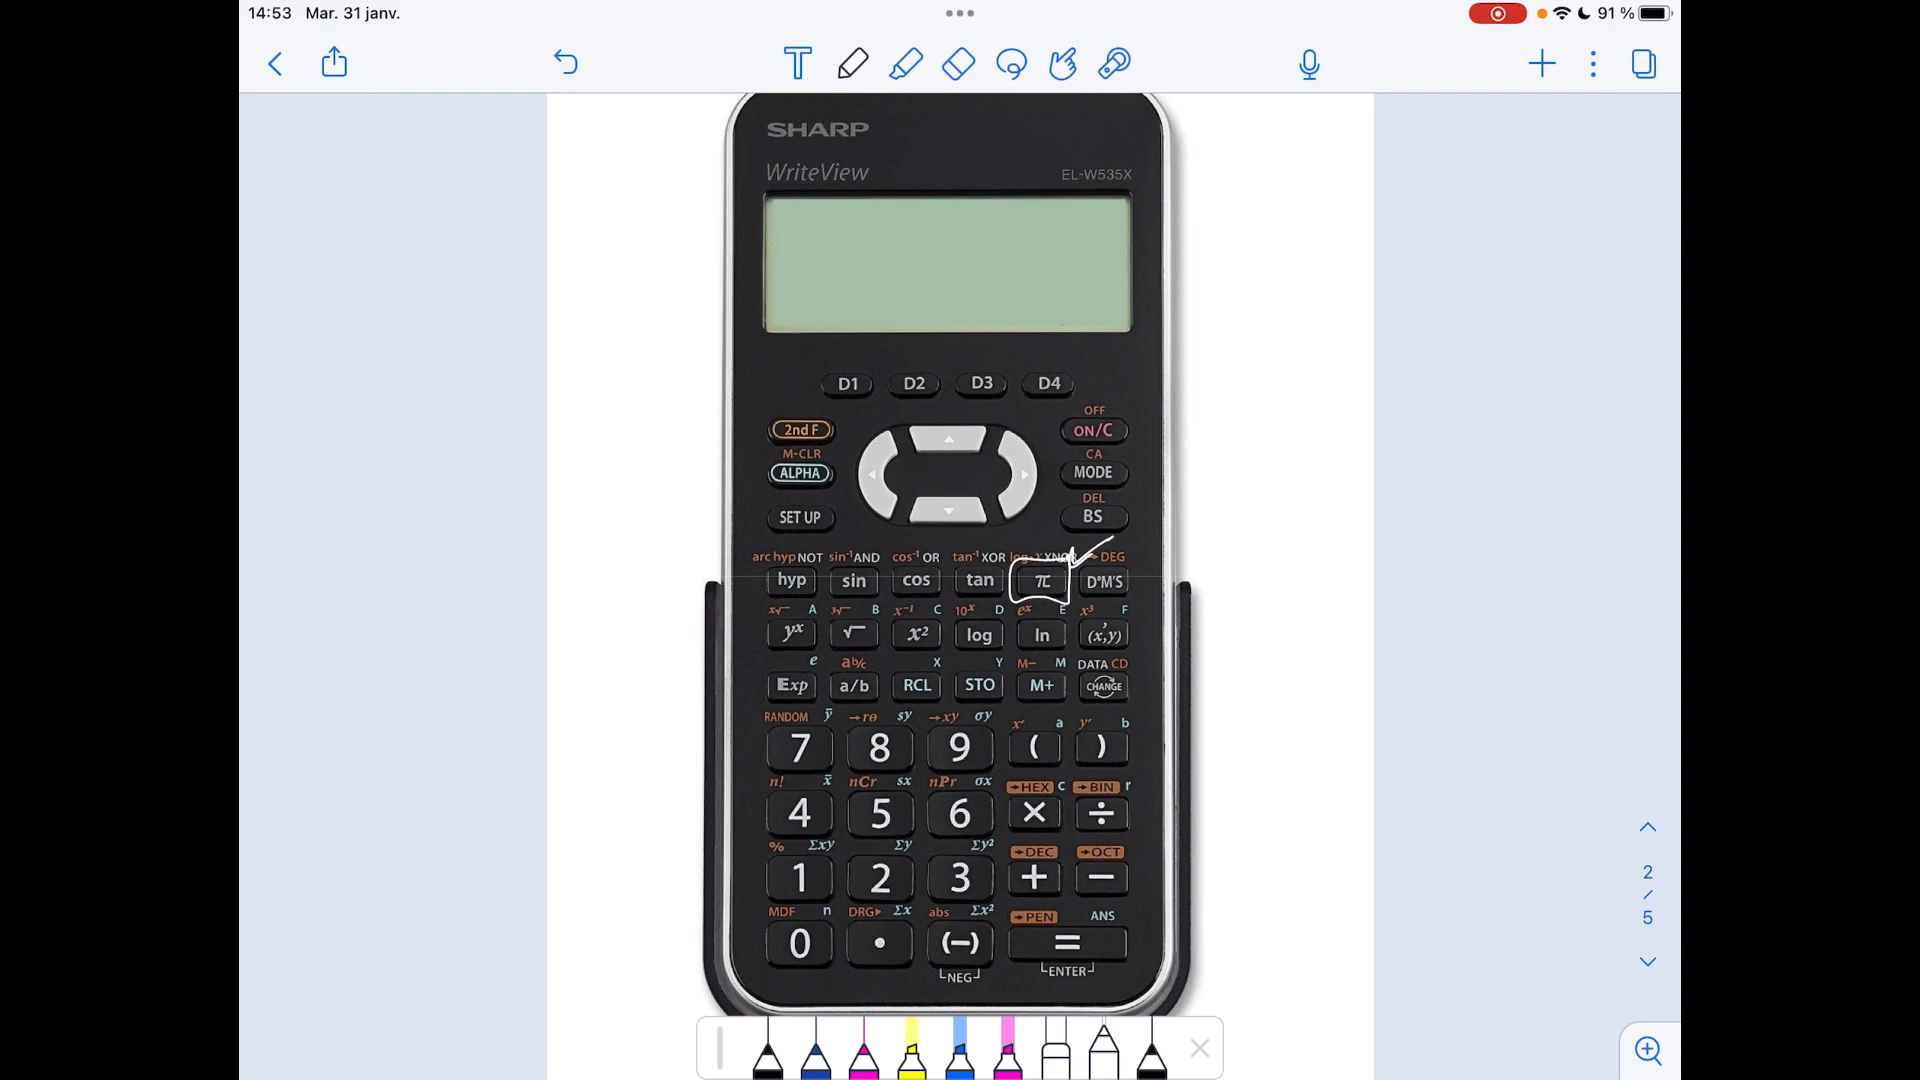 14:53 Mar. 31 janv. 91 %
T
SHARP
WriteView EL-W535X
D1 D2 D3 D4
OFF
2nd F ON/C
M-CLR CA
ALPHA MODE
DEL
SET UP BS
arc hyp NOT sin⁻¹ AND cos⁻¹ OR tan⁻¹ XOR →DEG
hyp sin cos tan π D°M'S
ˣ√ A ³√ B x⁻¹ C 10ˣ D eˣ E x³ F
yˣ √ x² log ln (x,y)
e ab/c X Y M− M DATA CD
Exp a/b RCL STO M+ CHANGE
RANDOM ȳ →rθ sy →xy σy x' a y' b
7 8 9 ( )
n! x̄ nCr sx nPr σx →HEX c →BIN r
4 5 6 × ÷
% Σxy Σy Σy² →DEC →OCT
1 2 3 + −
MDF n DRG▸ Σx abs Σx² →PEN ANS
0 • (−) =
NEG ENTER
2
/
5